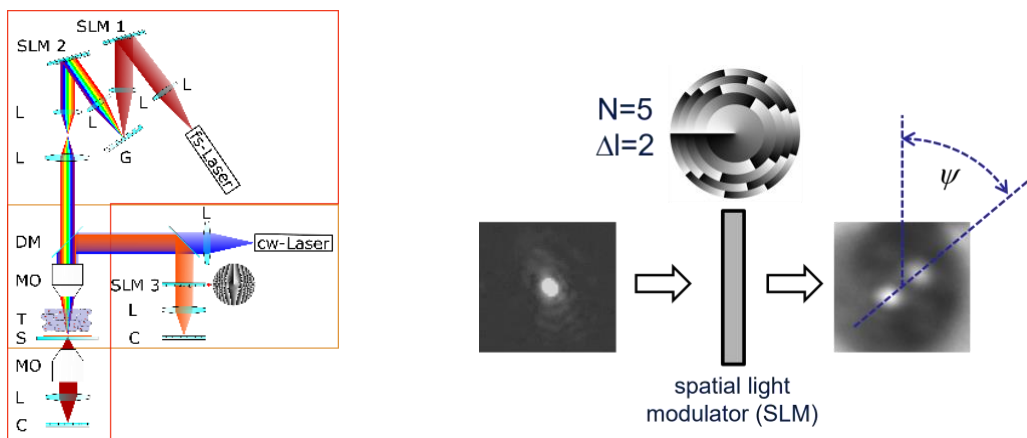 SLM 1
SLM 2
L
L
L
L
L
G
fs-Laser
DM
L
cw-Laser
MO
SLM 3
T
L
S
C
MO
L
C
N=5
Δl=2
ψ
spatial light
modulator (SLM)